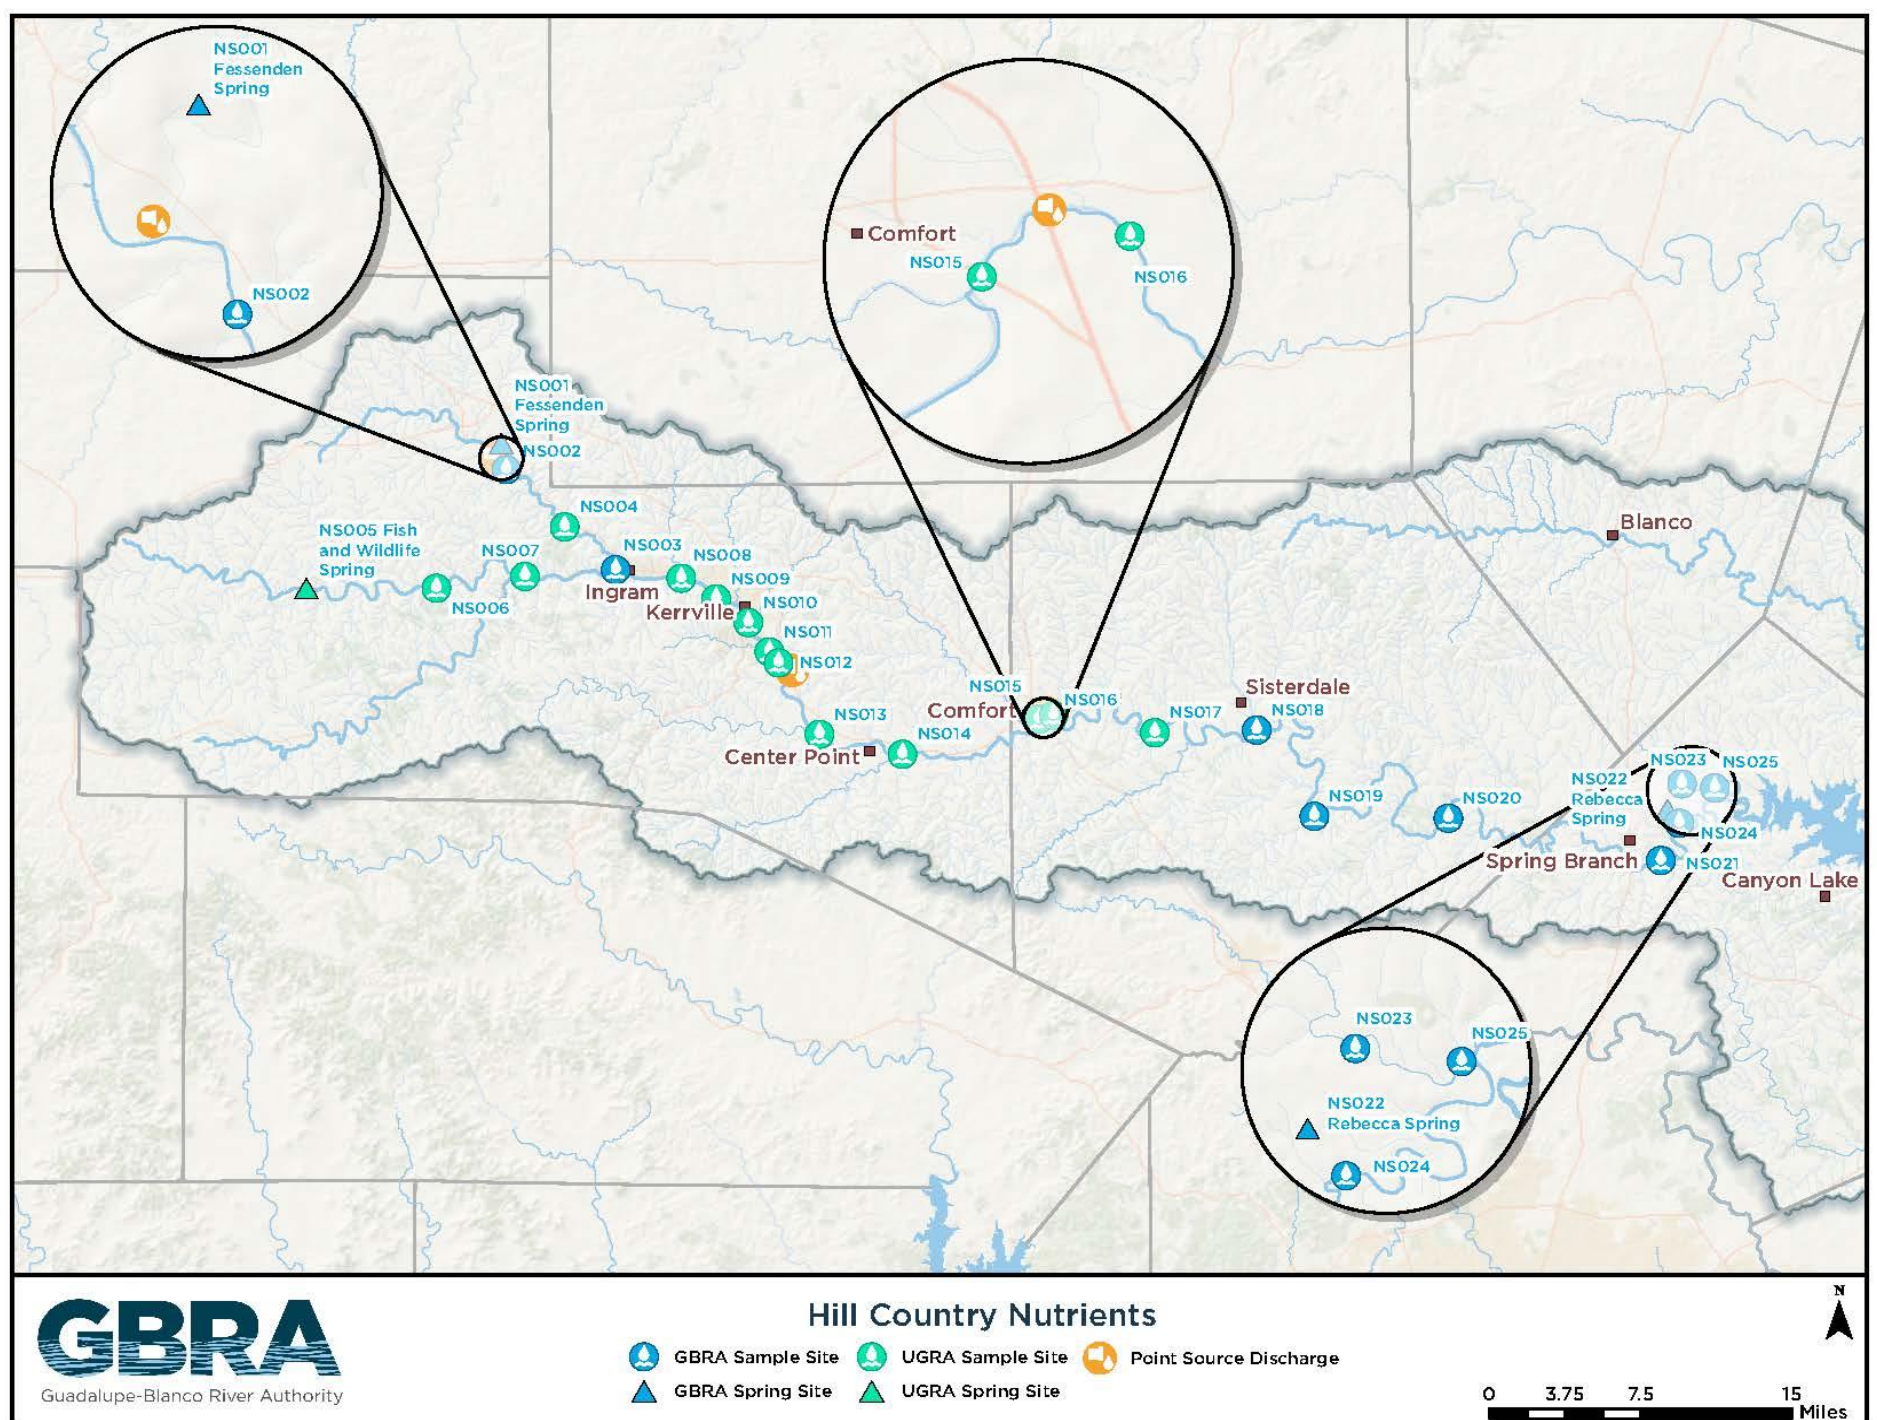 NS001
Fessenden
Spring
NS002
Comfort
NS015
NS016
NS001
Fessenden
Spring
NS002
NS004
NS005 Fish
and Wildlife
Spring
NS007
NS006
NS003
Ingram
NS008
NS009
Kerrville
NS010
NS011
NS012
NS013
Center Point
NS014
NS015
Comfort
NS016
NS017
Sisterdale
NS018
NS019
NS020
Blanco
NS023
NS025
NS022
Rebecca
Spring
NS024
Spring Branch
NS021
Canyon Lake
NS023
NS025
NS022
Rebecca Spring
NS024
GBRA
Guadalupe-Blanco River Authority
Hill Country Nutrients
GBRA Sample Site
UGRA Sample Site
Point Source Discharge
GBRA Spring Site
UGRA Spring Site
N
0 3.75 7.5 15
Miles